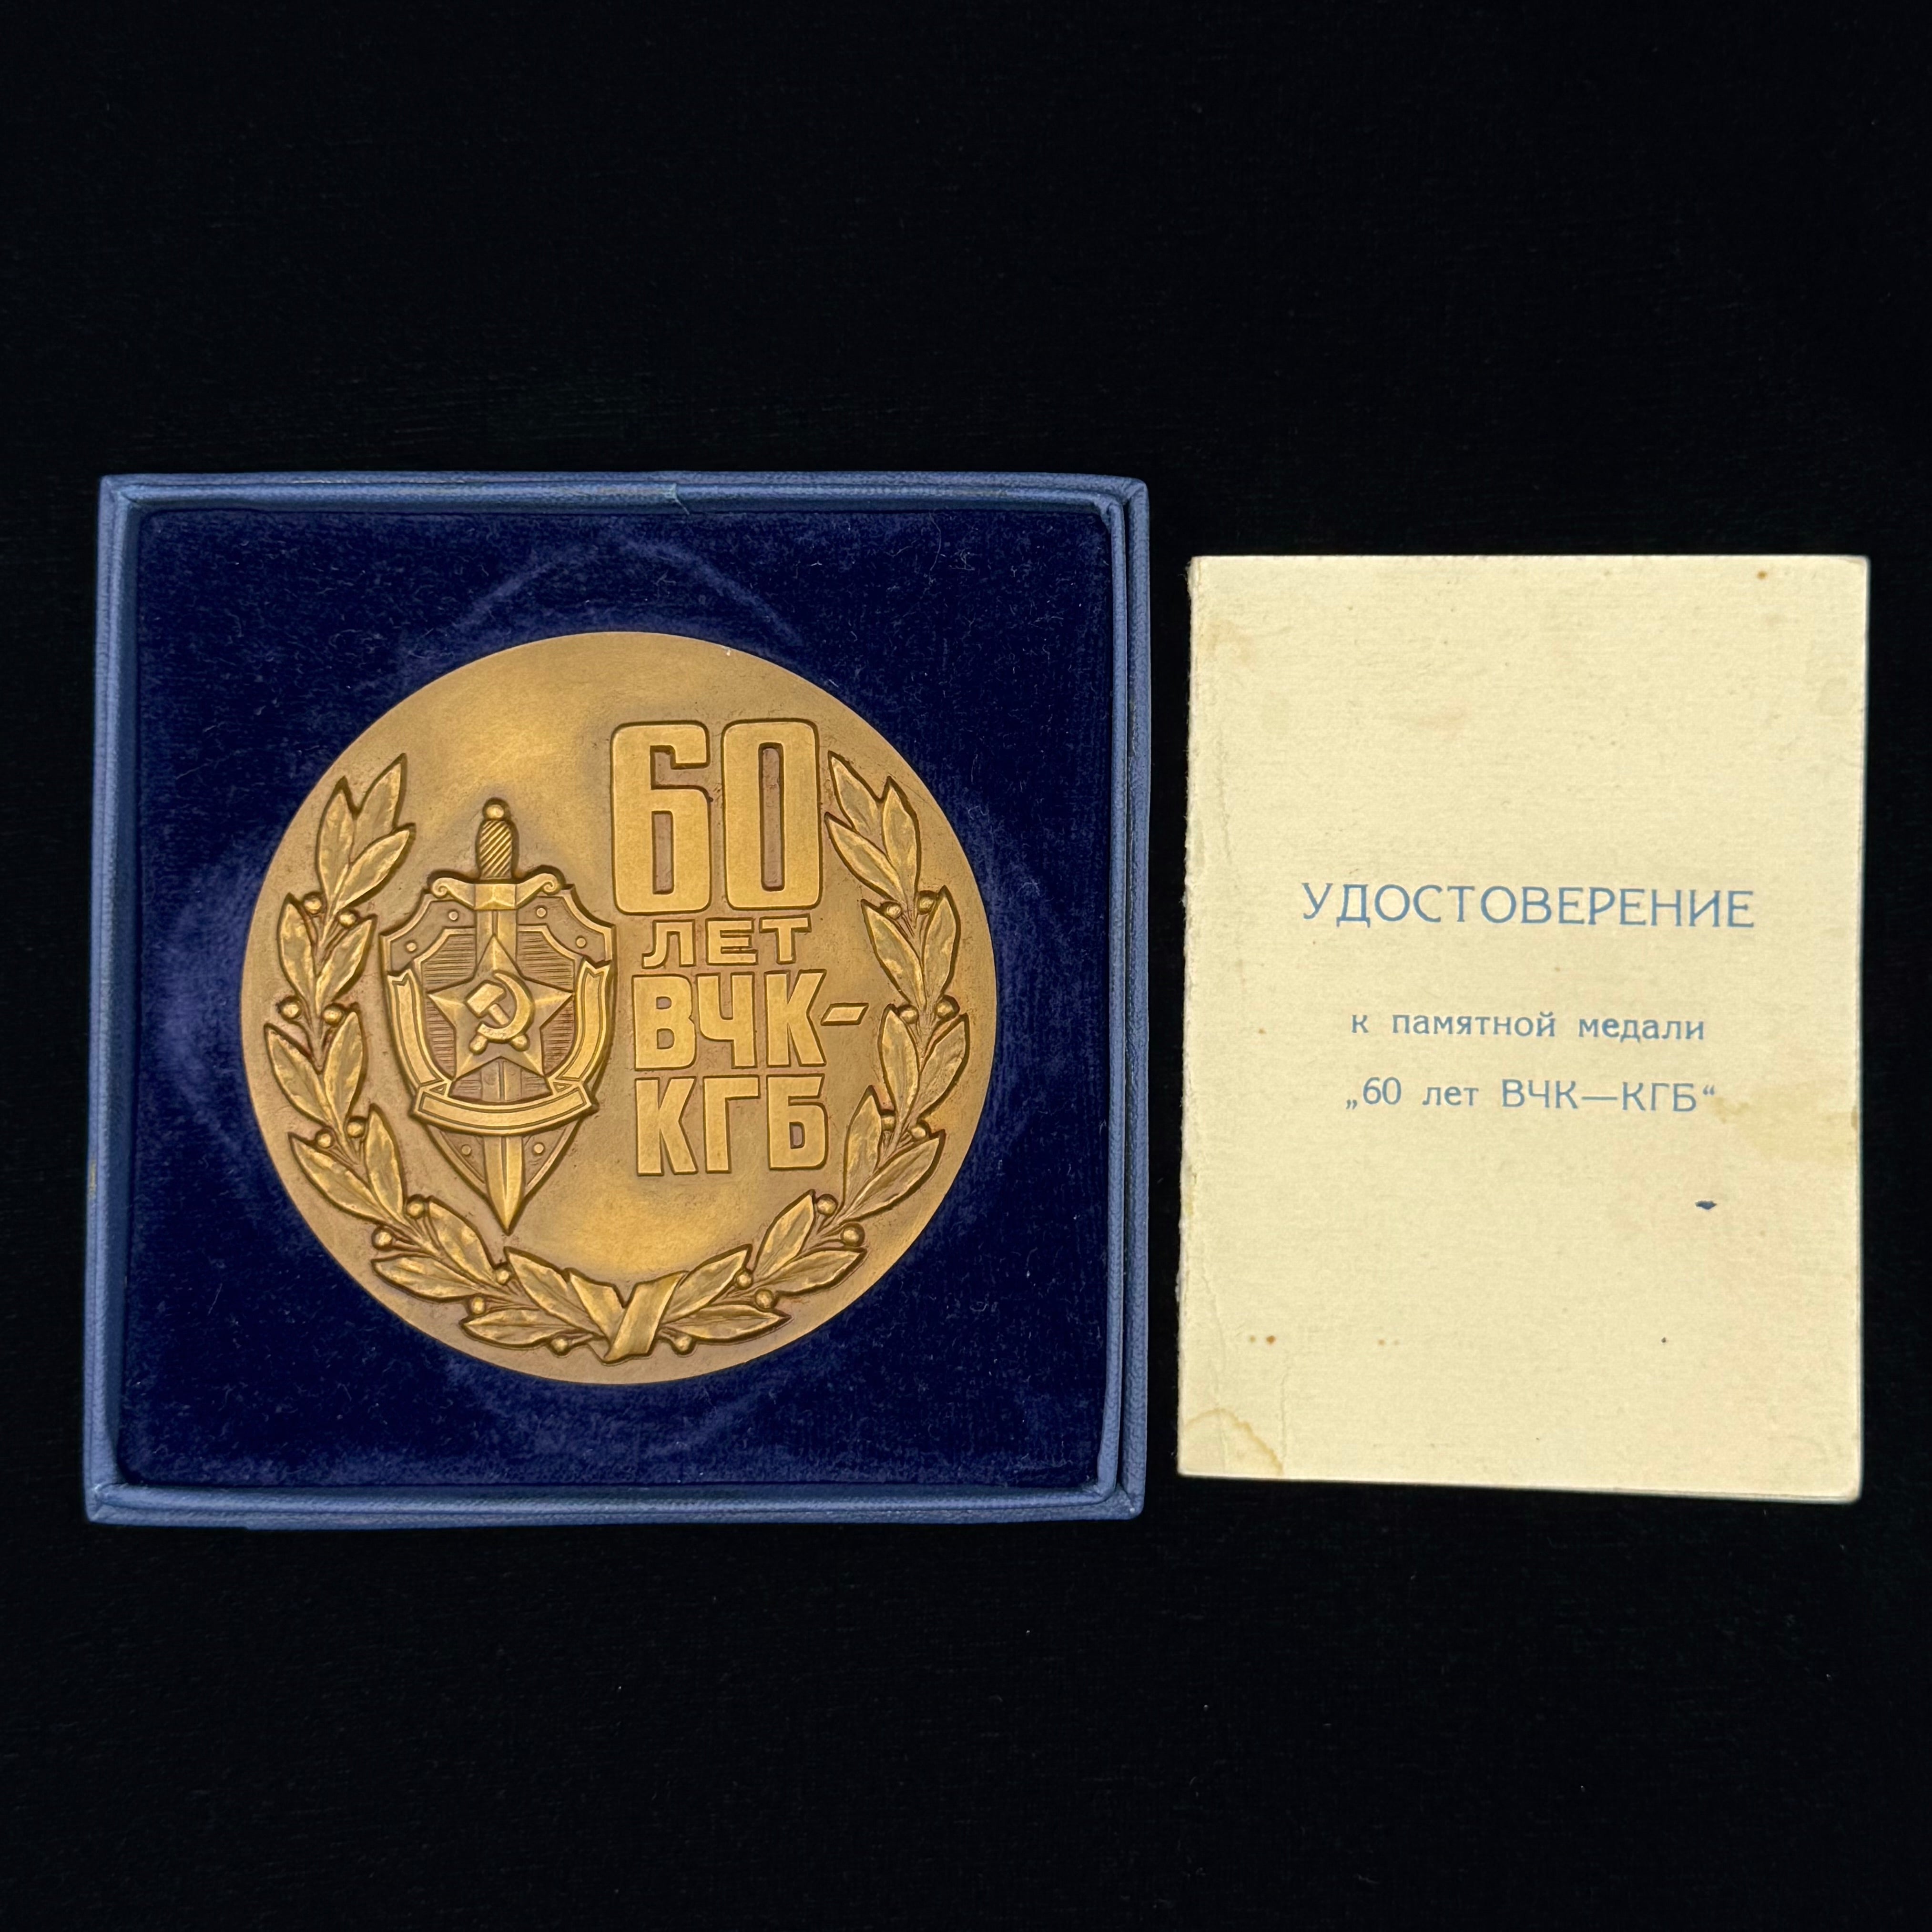 60
ЛЕТ
ВЧК-
КГБ
УДОСТОВЕРЕНИЕ
к памятной медали
„60 лет ВЧК—КГБ“